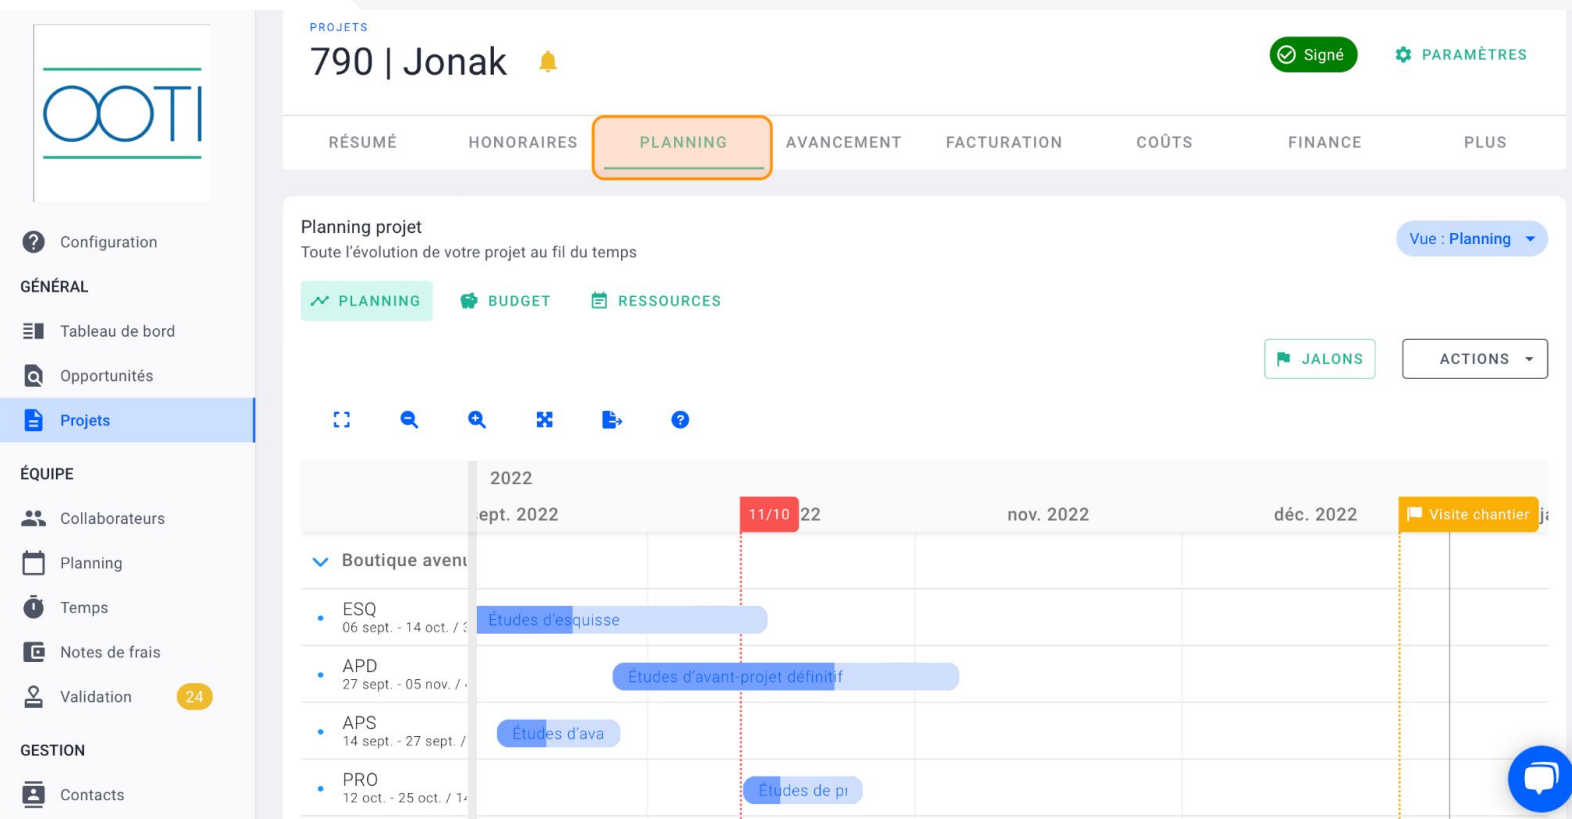 OOTI
Configuration
GÉNÉRAL
Tableau de bord
Opportunités
Projets
ÉQUIPE
Collaborateurs
Planning
Temps
Notes de frais
Validation 24
GESTION
Contacts
PROJETS
790 | Jonak
Signé
PARAMÈTRES
RÉSUMÉ HONORAIRES PLANNING AVANCEMENT FACTURATION COÛTS FINANCE PLUS
Planning projet
Toute l'évolution de votre projet au fil du temps
Vue : Planning
PLANNING BUDGET RESSOURCES
JALONS ACTIONS
2022
ept. 2022 11/10 22 nov. 2022 déc. 2022 Visite chantier
Boutique avenu
ESQ
06 sept. - 14 oct. / 3
Études d'esquisse
APD
27 sept. - 05 nov. /
Études d'avant-projet définitif
APS
14 sept. - 27 sept. /
Études d'ava
PRO
12 oct. - 25 oct. / 14
Études de pr